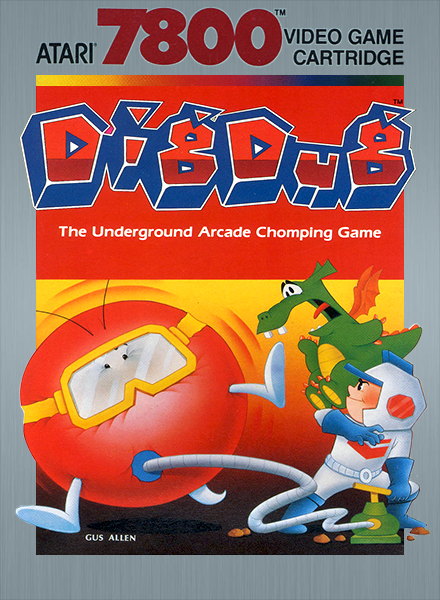 ATARI 7800™ VIDEO GAME
CARTRIDGE
DIG DUG™
The Underground Arcade Chomping Game
GUS ALLEN